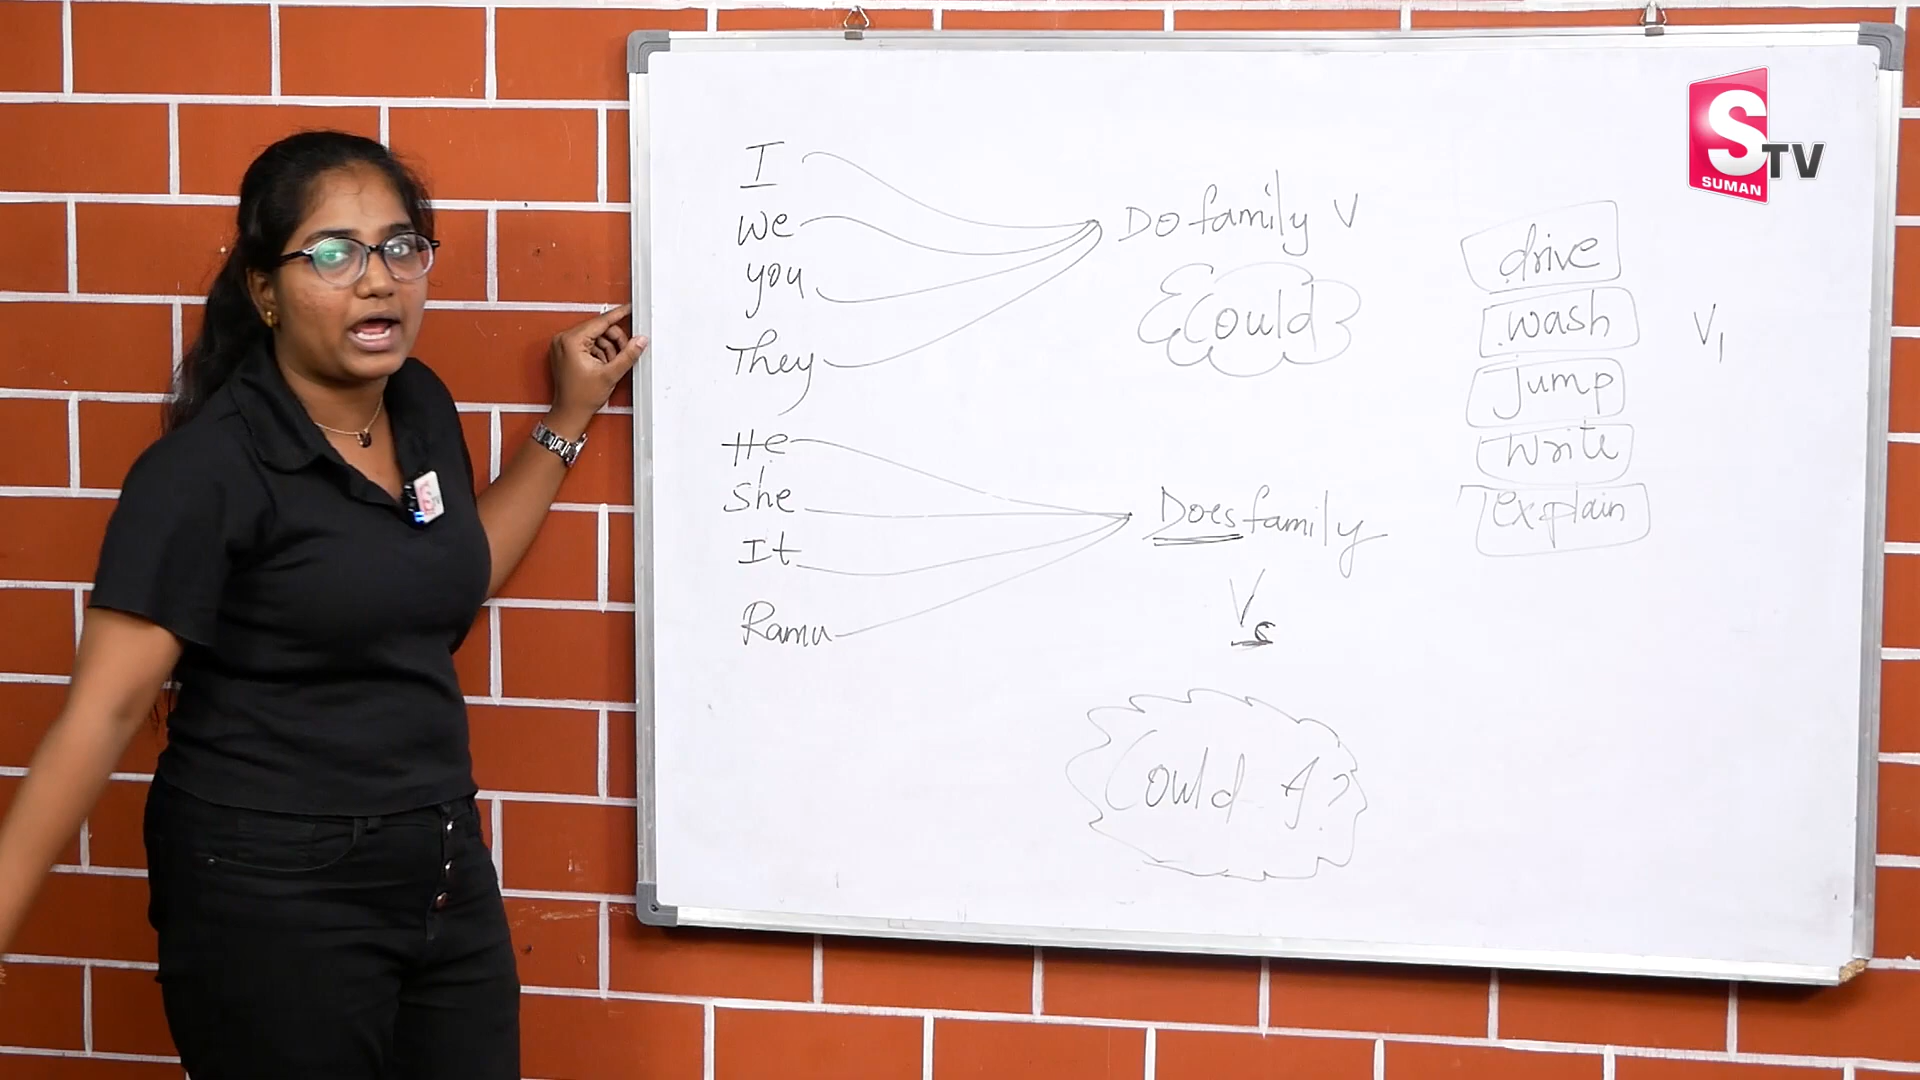 I
We
you
They
He
She
It
Ramu
Do family V
Could
Does family
Vs
Could
drive
wash
Jump
Write
explain
V1
S TV
SUMAN